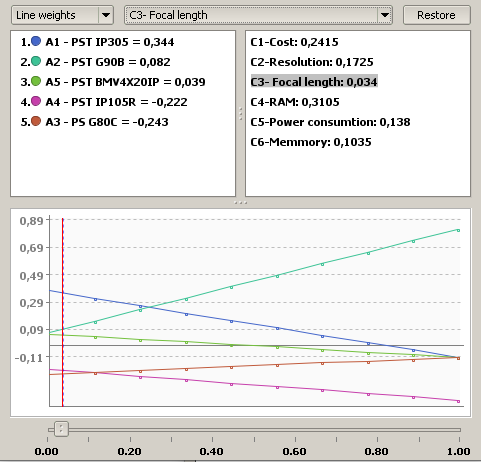 Line weights
C3- Focal length
Restore
1. A1 - PST IP305 = 0,344
2. A2 - PST G90B = 0,082
3. A5 - PST BMV4X20IP = 0,039
4. A4 - PST IP105R = -0,222
5. A3 - PS G80C = -0,243
C1-Cost: 0,2415
C2-Resolution: 0,1725
C3- Focal length: 0,034
C4-RAM: 0,3105
C5-Power consumtion: 0,138
C6-Memmory: 0,1035
0,89
0,69
0,49
0,29
0,09
-0,11
0.00 0.20 0.40 0.60 0.80 1.00